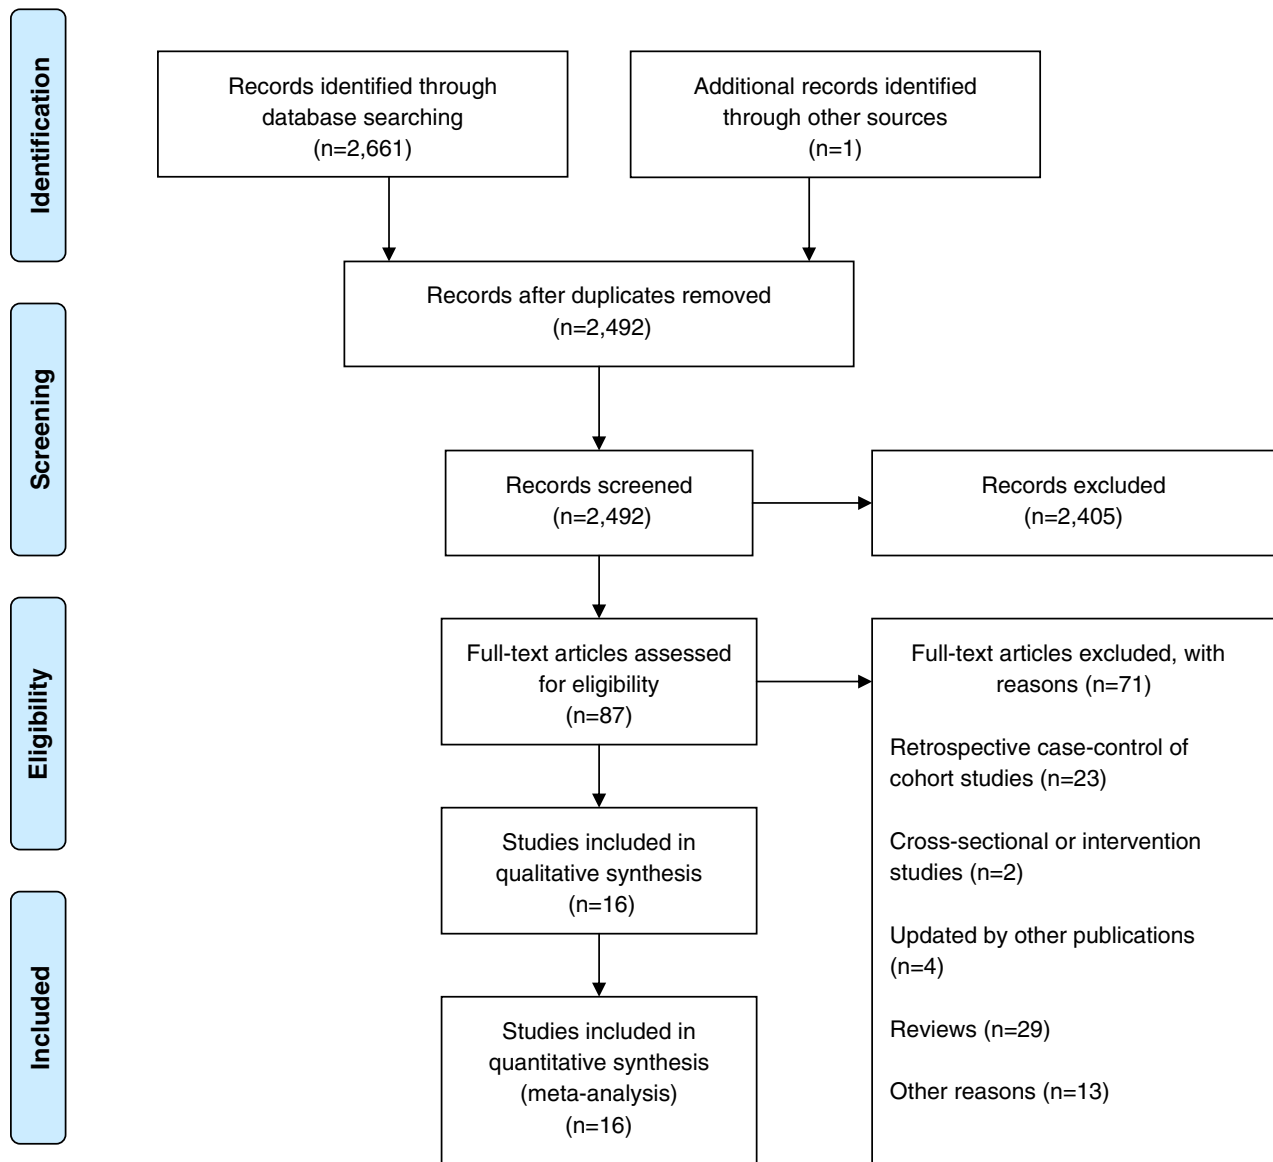 Identification
Records identified through
database searching
(n=2,661)
Additional records identified
through other sources
(n=1)
Records after duplicates removed
(n=2,492)
Screening
Records screened
(n=2,492)
Records excluded
(n=2,405)
Eligibility
Full-text articles assessed
for eligibility
(n=87)
Full-text articles excluded, with
reasons (n=71)
Retrospective case-control of
cohort studies (n=23)
Cross-sectional or intervention
studies (n=2)
Updated by other publications
(n=4)
Reviews (n=29)
Other reasons (n=13)
Studies included in
qualitative synthesis
(n=16)
Included
Studies included in
quantitative synthesis
(meta-analysis)
(n=16)